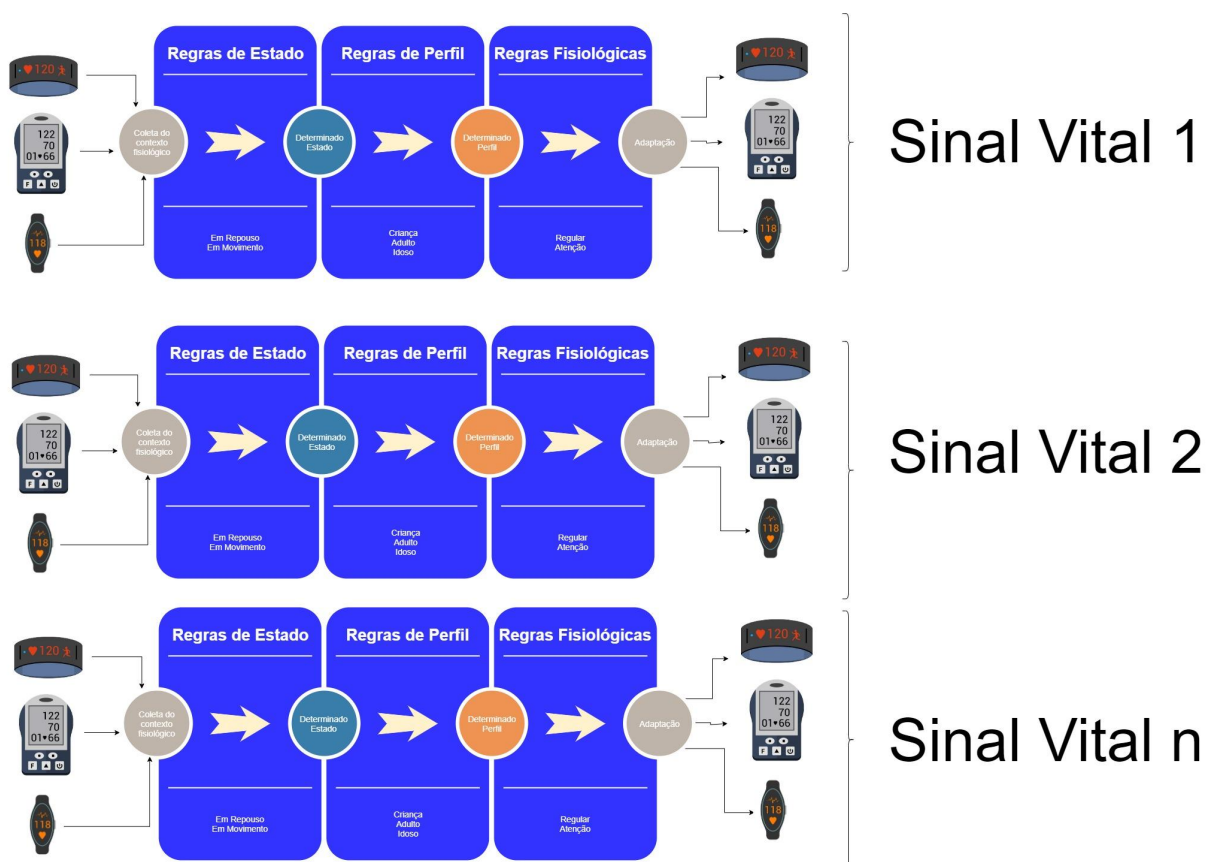 Regras de Estado
Regras de Perfil
Regras Fisiológicas
120
122
70
01♥66
F
118
Coleta do
contexto
fisiológico
Determinado
Estado
Determinado
Perfil
Adaptação
Em Repouso
Em Movimento
Criança
Adulto
Idoso
Regular
Atenção
120
122
70
01♥66
F
118
Sinal Vital 1
Regras de Estado
Regras de Perfil
Regras Fisiológicas
120
122
70
01♥66
F
118
Coleta do
contexto
fisiológico
Determinado
Estado
Determinado
Perfil
Adaptação
Em Repouso
Em Movimento
Criança
Adulto
Idoso
Regular
Atenção
120
122
70
01♥66
F
118
Sinal Vital 2
Regras de Estado
Regras de Perfil
Regras Fisiológicas
120
122
70
01♥66
F
118
Coleta do
contexto
fisiológico
Determinado
Estado
Determinado
Perfil
Adaptação
Em Repouso
Em Movimento
Criança
Adulto
Idoso
Regular
Atenção
120
122
70
01♥66
F
118
Sinal Vital n